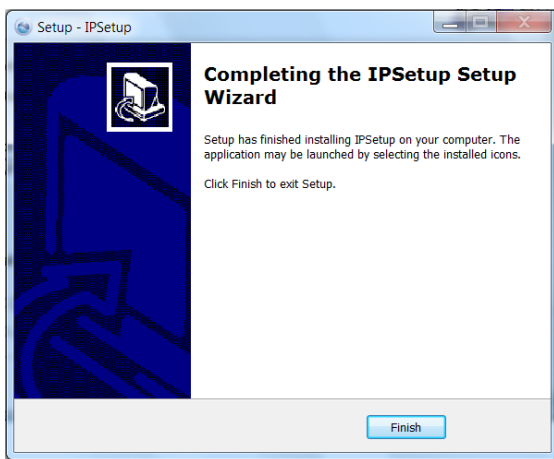 Setup - IPSetup
Completing the IPSetup Setup
Wizard
Setup has finished installing IPSetup on your computer. The
application may be launched by selecting the installed icons.
Click Finish to exit Setup.
Finish